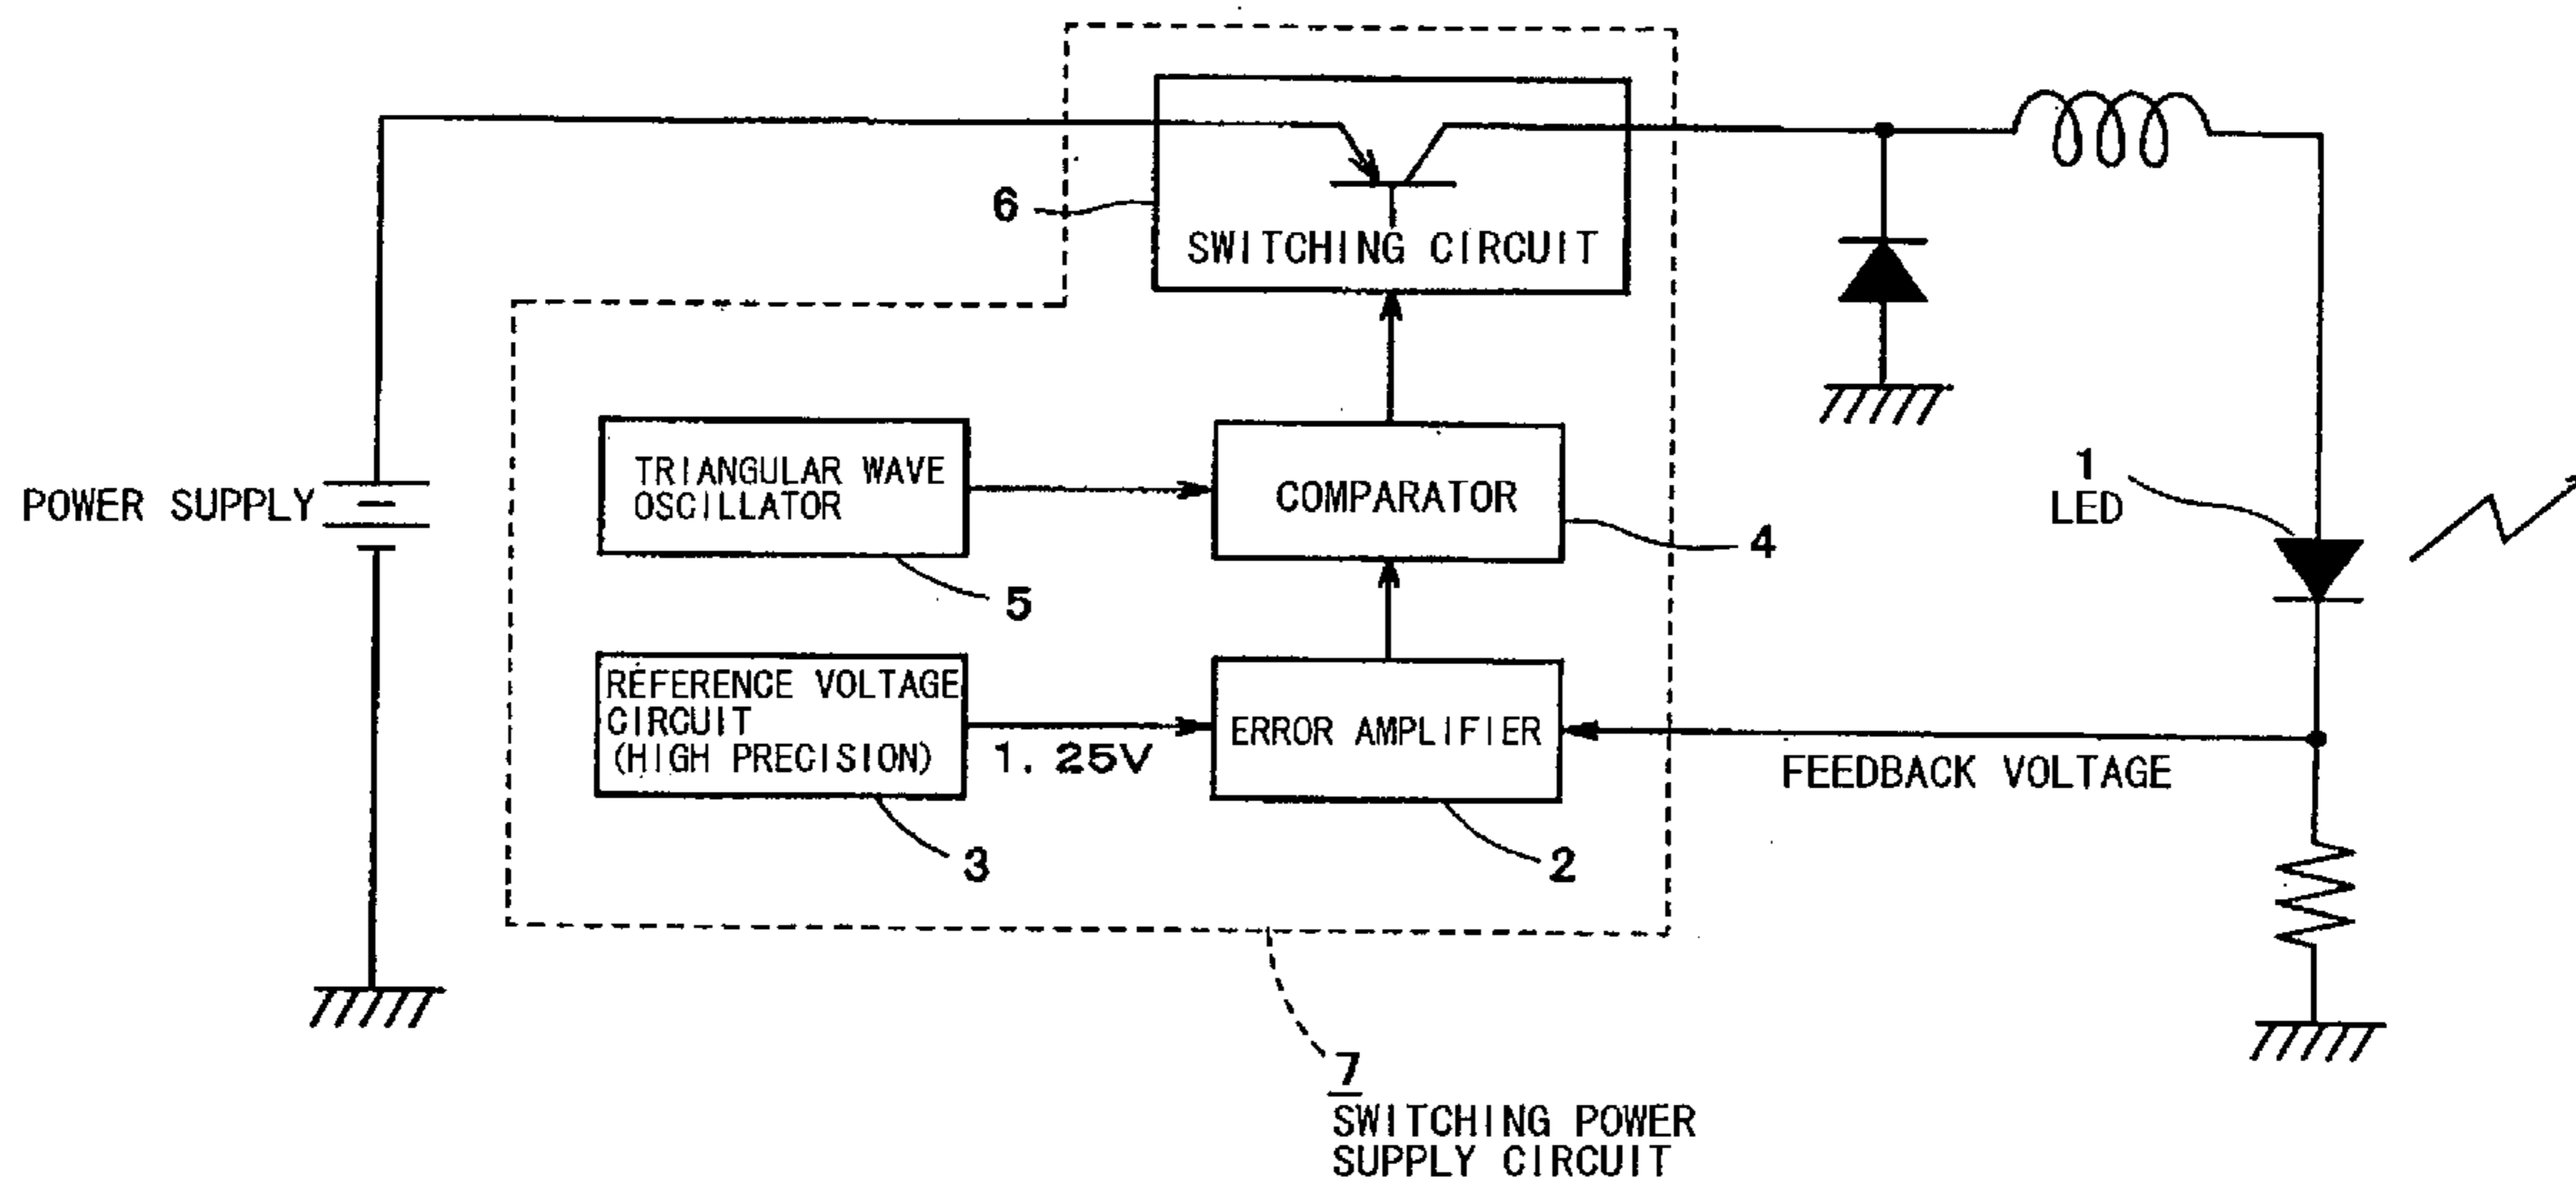 6
SWITCHING CIRCUIT
POWER SUPPLY
TRIANGULAR WAVE
OSCILLATOR
5
COMPARATOR
4
1
LED
REFERENCE VOLTAGE
CIRCUIT
(HIGH PRECISION)
3
1.25V
ERROR AMPLIFIER
2
FEEDBACK VOLTAGE
7
SWITCHING POWER
SUPPLY CIRCUIT